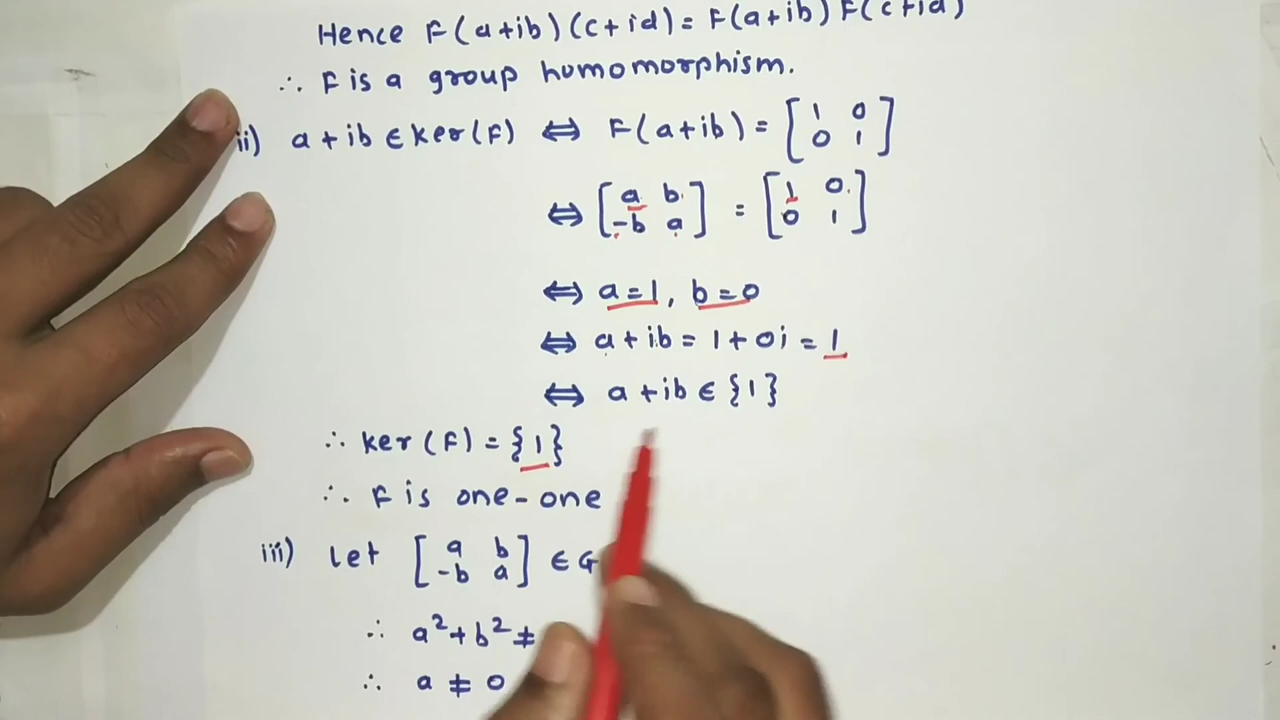 Hence F(a+ib)(c+id) = F(a+ib) F(c+id)
∴ F is a group homomorphism.
ii) a+ib ∈ ker(F) ⇔ F(a+ib) = [1 0
0 1]
⇔ [a b
-b a] = [1 0
0 1]
⇔ a=1, b=0
⇔ a+ib = 1+0i = 1
⇔ a+ib ∈ {1}
∴ ker(F) = {1}
∴ F is one-one
iii) Let [a b
-b a] ∈ G
∴ a²+b² ≠
∴ a ≠ 0